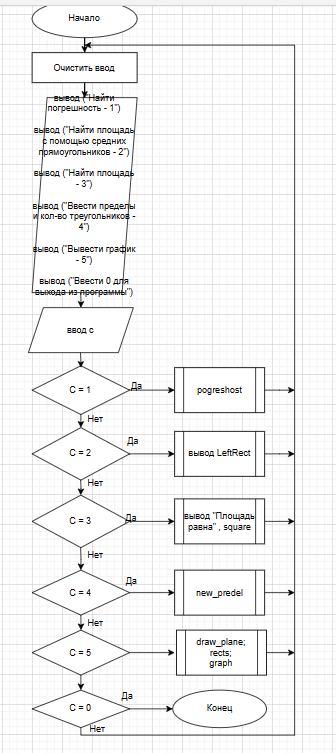 Начало
Очистить ввод
вывод ("Найти
погрешность - 1")
вывод ("Найти площадь
с помощью средних
прямоугольников - 2")
вывод ("Найти площадь
- 3")
вывод ("Ввести пределы
и кол-во треугольников -
4")
вывод ("Вывести график
- 5")
вывод ("Ввести 0 для
выхода из программы")
ввод с
C = 1
Да
pogreshost
Нет
C = 2
Да
вывод LeftRect
Нет
C = 3
Да
вывод "Площадь
равна" , square
Нет
C = 4
Да
new_predel
Нет
C = 5
draw_plane;
rects;
graph
C = 0
Да
Конец
Нет